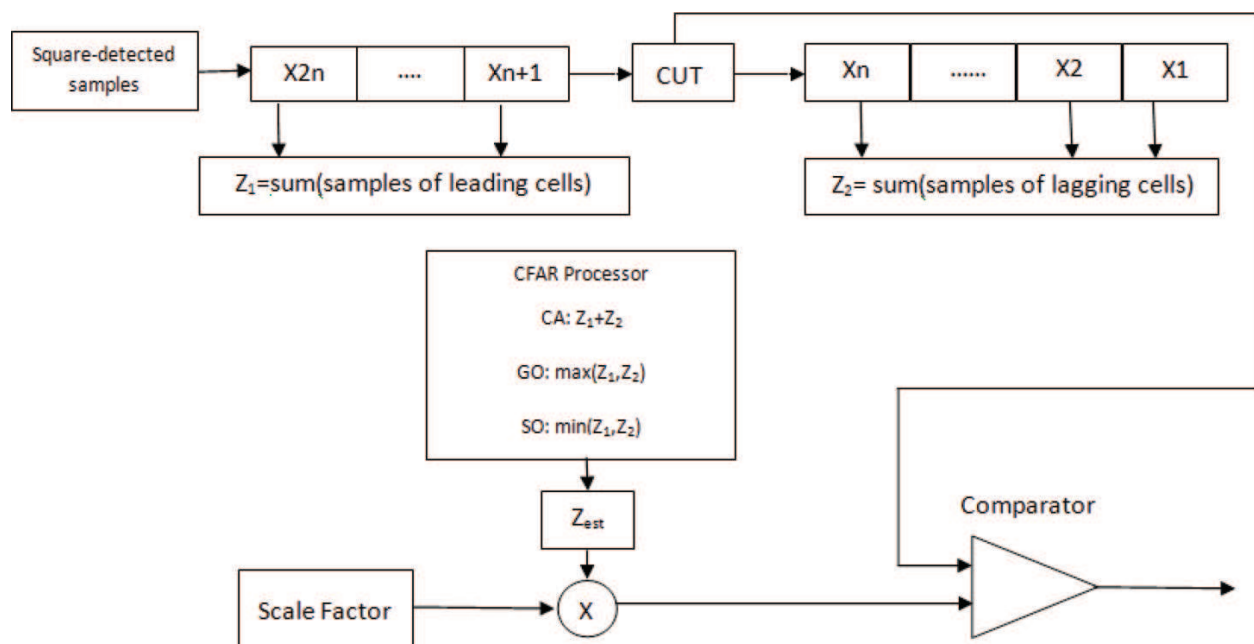 Square-detected
samples
X2n
....
Xn+1
CUT
Xn
......
X2
X1
Z₁=sum(samples of leading cells)
Z₂= sum(samples of lagging cells)
CFAR Processor
CA: Z₁+Z₂
GO: max(Z₁,Z₂)
SO: min(Z₁,Z₂)
Zest
Comparator
Scale Factor
X